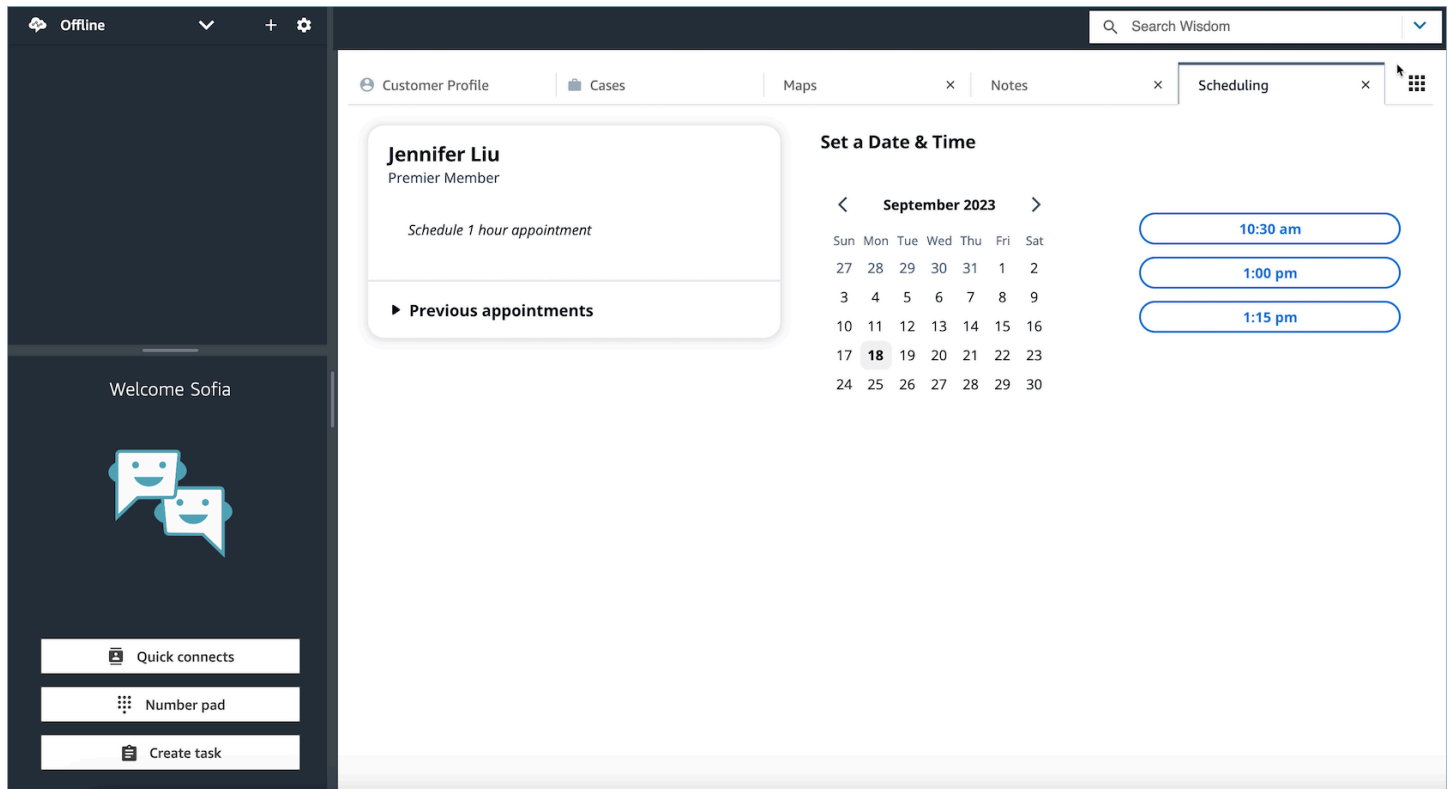 Offline
Search Wisdom
Customer Profile
Cases
Maps
Notes
Scheduling
Jennifer Liu
Premier Member
Schedule 1 hour appointment
Previous appointments
Set a Date & Time
September 2023
Sun Mon Tue Wed Thu Fri Sat
27 28 29 30 31 1 2
3 4 5 6 7 8 9
10 11 12 13 14 15 16
17 18 19 20 21 22 23
24 25 26 27 28 29 30
10:30 am
1:00 pm
1:15 pm
Welcome Sofia
Quick connects
Number pad
Create task